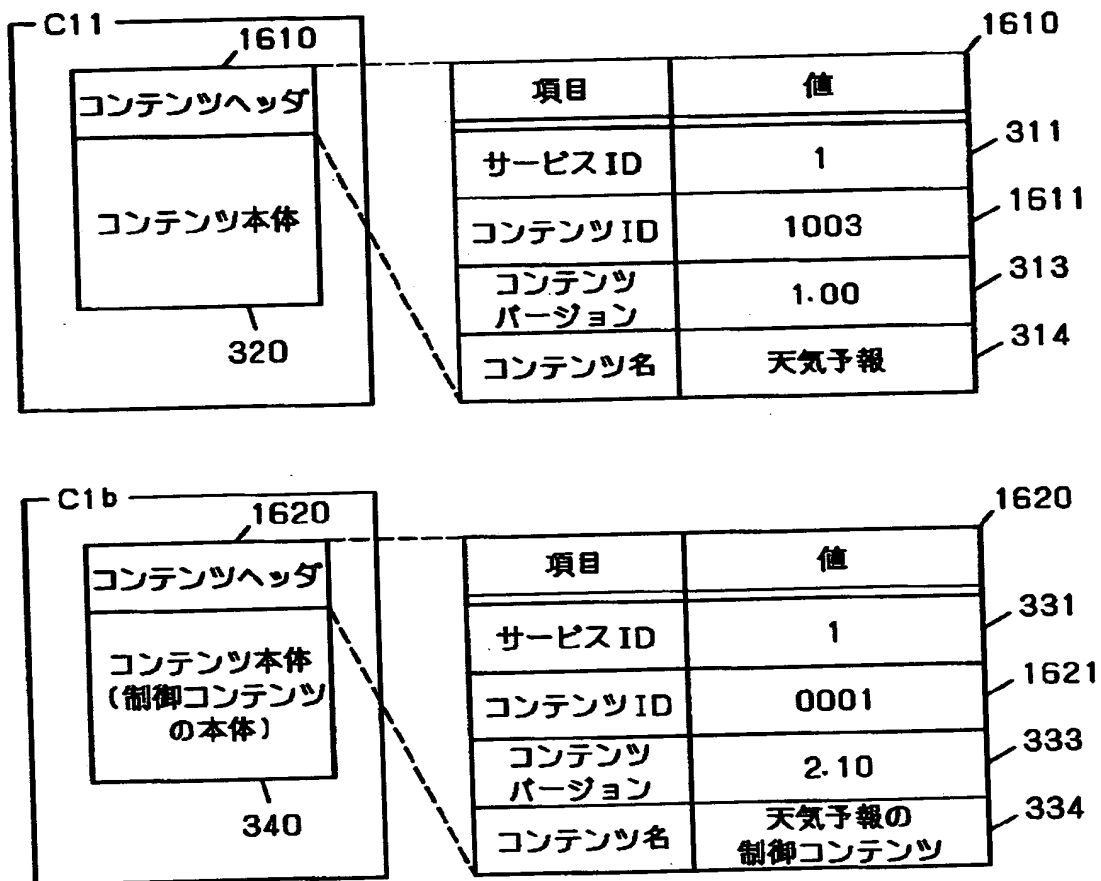 C11
1610
コンテンツヘッダ
コンテンツ本体
320
1610
項目 値
サービスID 1
311
コンテンツID 1003
1611
コンテンツ
バージョン
1.00
313
コンテンツ名 天気予報
314
C1b
1620
コンテンツヘッダ
コンテンツ本体
(制御コンテンツ
の本体)
340
1620
項目 値
サービスID 1
331
コンテンツID 0001
1621
コンテンツ
バージョン
2.10
333
コンテンツ名
天気予報の
制御コンテンツ
334